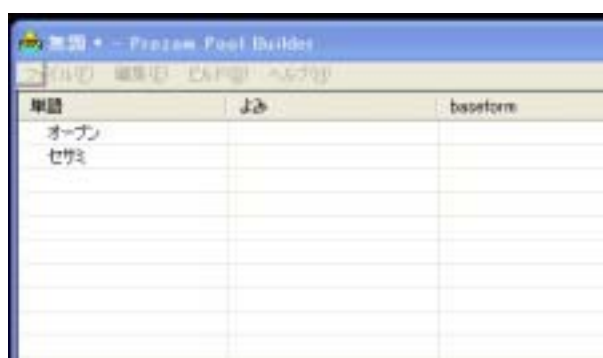 無題 * - Prozam Pool Builder
ファイル(F) 編集(E) ビルド(B) ヘルプ(H)
単語 よみ baseform
オープン
セサミ